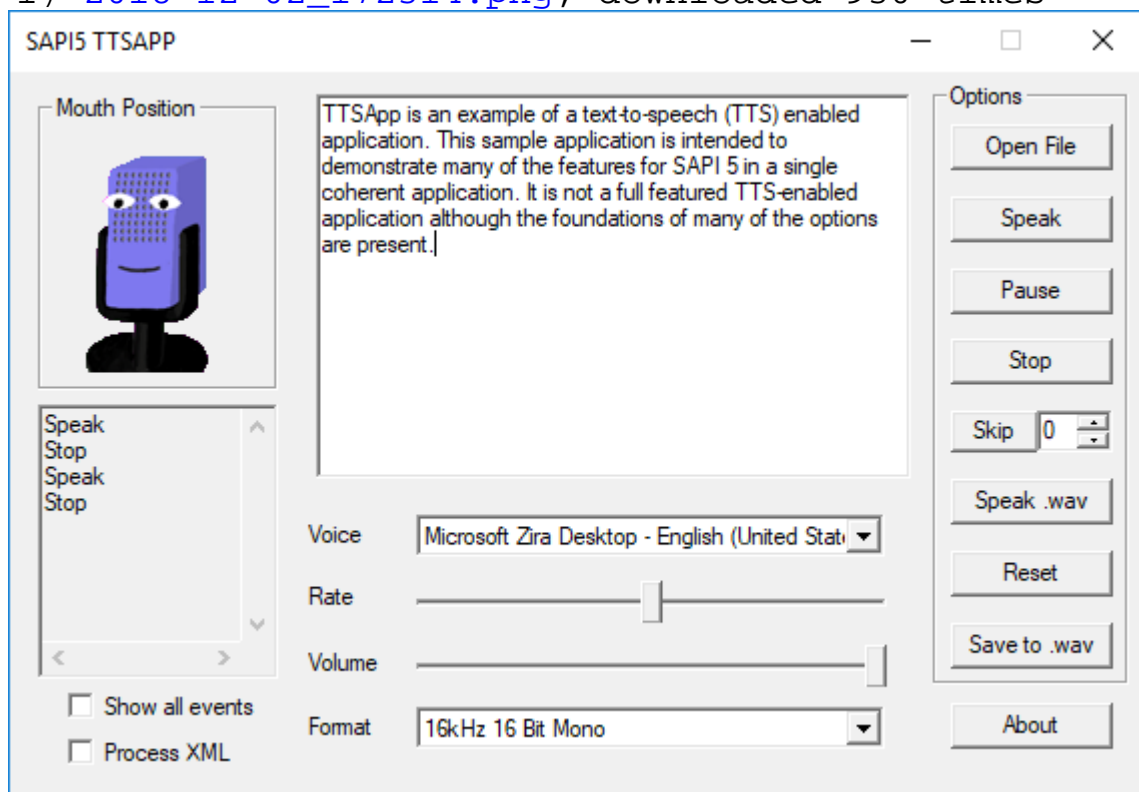 SAPI5 TTSAPP
Mouth Position
TTSApp is an example of a text-to-speech (TTS) enabled
application. This sample application is intended to
demonstrate many of the features for SAPI 5 in a single
coherent application. It is not a full featured TTS-enabled
application although the foundations of many of the options
are present.
Options
Open File
Speak
Pause
Stop
Skip 0
Speak .wav
Reset
Save to .wav
About
Speak
Stop
Speak
Stop
Show all events
Process XML
Voice Microsoft Zira Desktop - English (United
Rate
Volume
Format 16kHz 16 Bit Mono